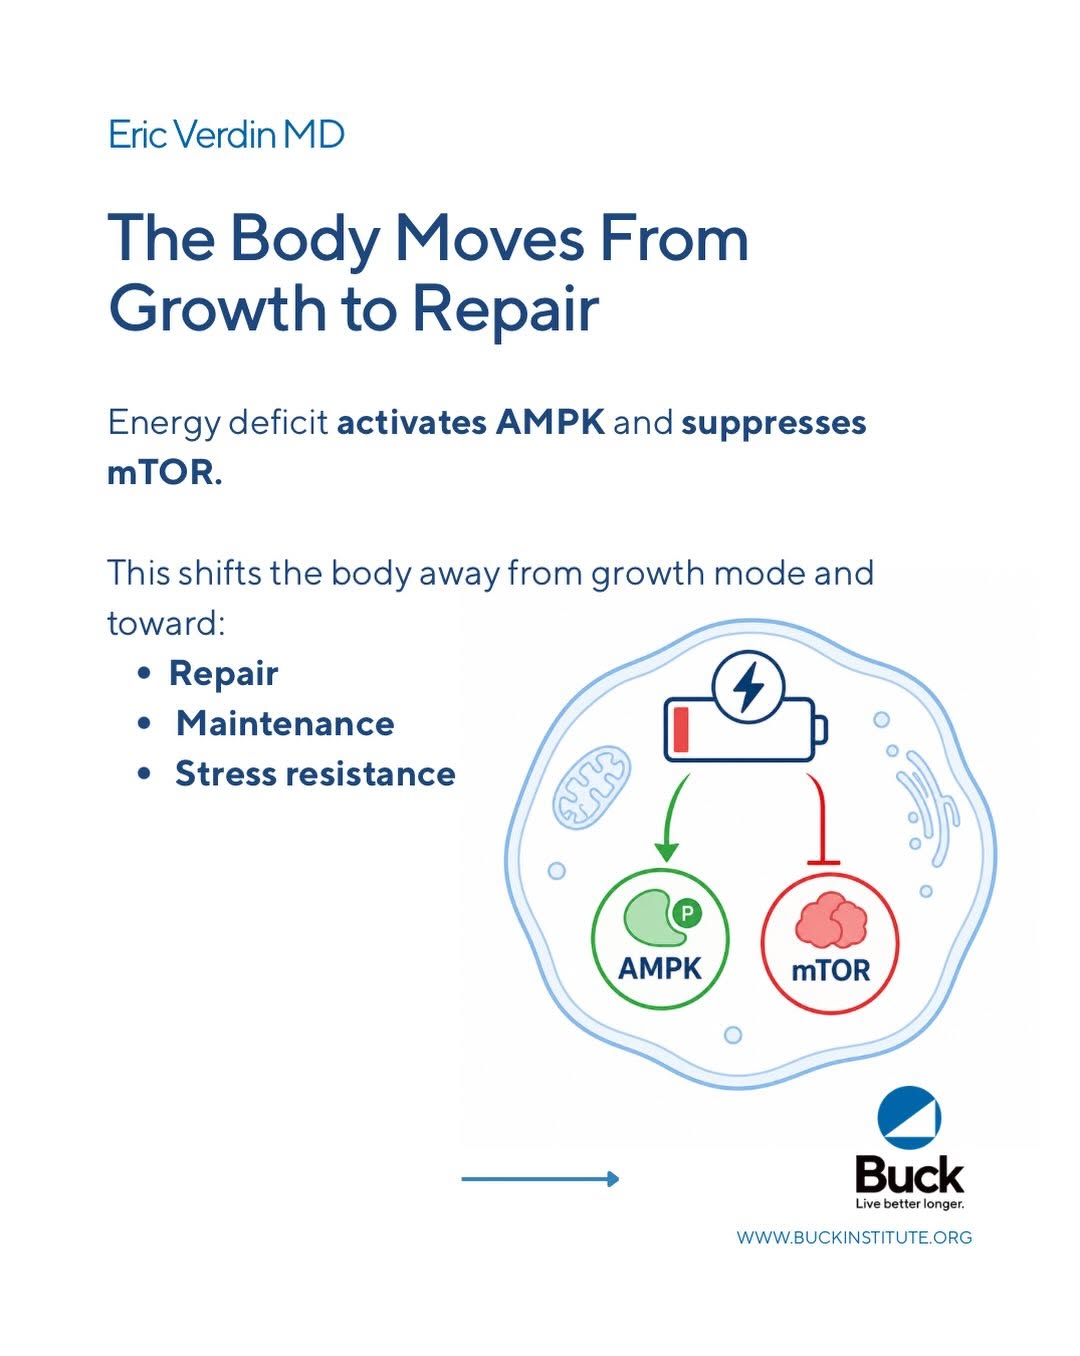 Eric Verdin MD
The Body Moves From
Growth to Repair
Energy deficit activates AMPK and suppresses
mTOR.
This shifts the body away from growth mode and
toward:
• Repair
• Maintenance
• Stress resistance
P
AMPK
mTOR
Buck
Live better longer.
WWW.BUCKINSTITUTE.ORG